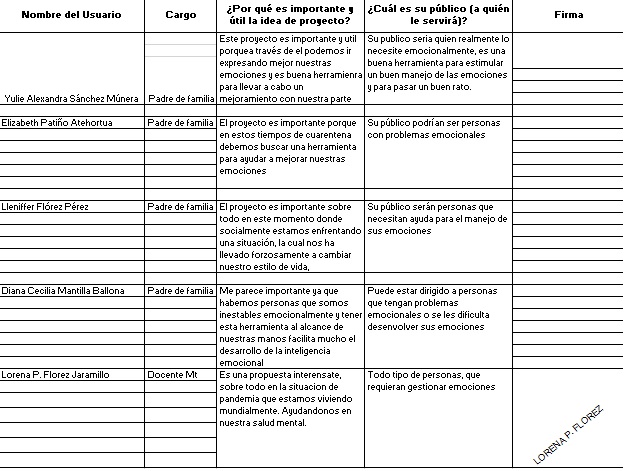 Nombre del Usuario
Cargo
¿Por qué es importante y
útil la idea de proyecto?
¿Cuál es su público (a quién
le servirá)?
Firma
Yulie Alexandra Sánchez Múnera
Padre de familia
Este proyecto es importante y util
porquea través de el podemos ir
expresando mejor nuestras
emociones y es buena herramienra
para llevar a cabo un
mejoramiento con nuestra parte
Su publico seria quien realmente lo
necesite emocionalmente, es una
buena herramienta para estimular
un buen manejo de las emociones
y para pasar un buen rato.
Elizabeth Patiño Atehortua
Padre de familia
El proyecto es importante porque
en estos tiempos de cuarentena
debemos buscar una herramienta
para ayudar a mejorar nuestras
emociones
Su público podrían ser personas
con problemas emocionales
Lleniffer Flórez Pérez
Padre de familia
El proyecto es importante sobre
todo en este momento donde
socialmente estamos enfrentando
una situación, la cual nos ha
llevado forzosamente a cambiar
nuestro estilo de vida,
Su público serán personas que
necesitan ayuda para el manejo de
sus emociones
Diana Cecilia Mantilla Ballona
Padre de familia
Me parece importante ya que
habemos personas que somos
inestables emocionalmente y tener
esta herramienta al alcance de
nuestras manos facilita mucho el
desarrollo de la inteligencia
emocional
Puede estar dirigido a personas
que tengan problemas
emocionales o se les dificulta
desenvolver sus emociones
Lorena P. Florez Jaramillo
Docente Mt
Es una propuesta interensate,
sobre todo en la situacion de
pandemia que estamos viviendo
mundialmente. Ayudandonos en
nuestra salud mental.
Todo tipo de personas, que
requieran gestionar emociones
LORENA P. FLOREZ